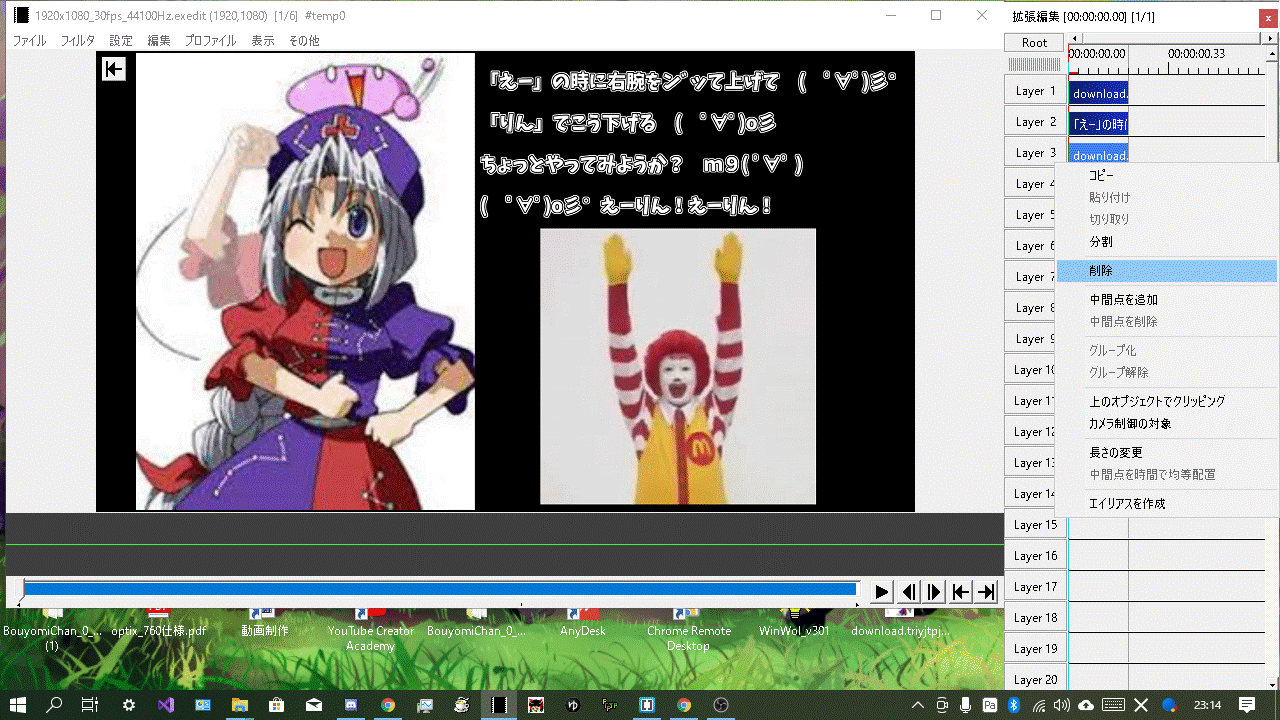 1920x1080_30fps_44100Hz.exedit (1920,1080) [1/6] #temp0
ファイル フィルタ 設定 編集 プロファイル 表示 その他
『えー』の時に右腕をｼﾞｯて上げて ( ﾟ∀ﾟ)彡ﾟ
『りん』でこう下げる ( ﾟ∀ﾟ)o彡
ちょっとやってみようか？ m９( ﾟ∀ﾟ )
( ﾟ∀ﾟ)o彡ﾟ えーりん！えーりん！
拡張編集 [00:00:00.00] [1/1]
Root
00:00:00.00 00:00:00.33
Layer 1
download.
Layer 2
「えー」の時に
Layer 3
download.
Layer 4
Layer 5
Layer 6
Layer 7
Layer 8
Layer 9
Layer 10
Layer 11
Layer 12
Layer 13
Layer 14
Layer 15
Layer 16
Layer 17
Layer
Layer 19
Layer 20
コピー
貼り付け
切り取り
分割
削除
中間点を追加
中間点を削除
グループ化
グループ解除
上のオブジェクトでクリッピング
カメラ制御の対象
長さの変更
中間点を時間で均等配置
エイリアスを作成
BouyomiChan_0_...
(1)
optix_760仕様.pdf
動画制作
YouTube Creator
Academy
BouyomiChan_0_...
AnyDesk
Chrome Remote
Desktop
WinWol_v301
download.triyjtpj...
23:14